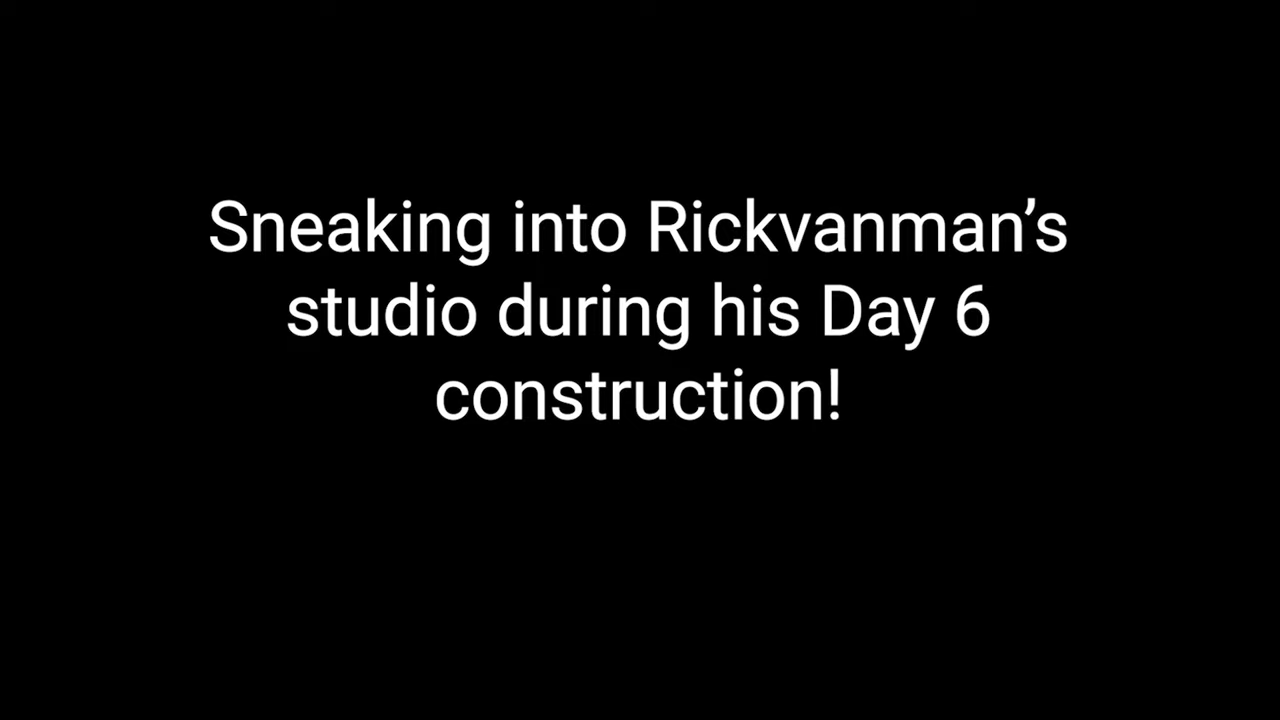 Sneaking into Rickvanman’s
studio during his Day 6
construction!